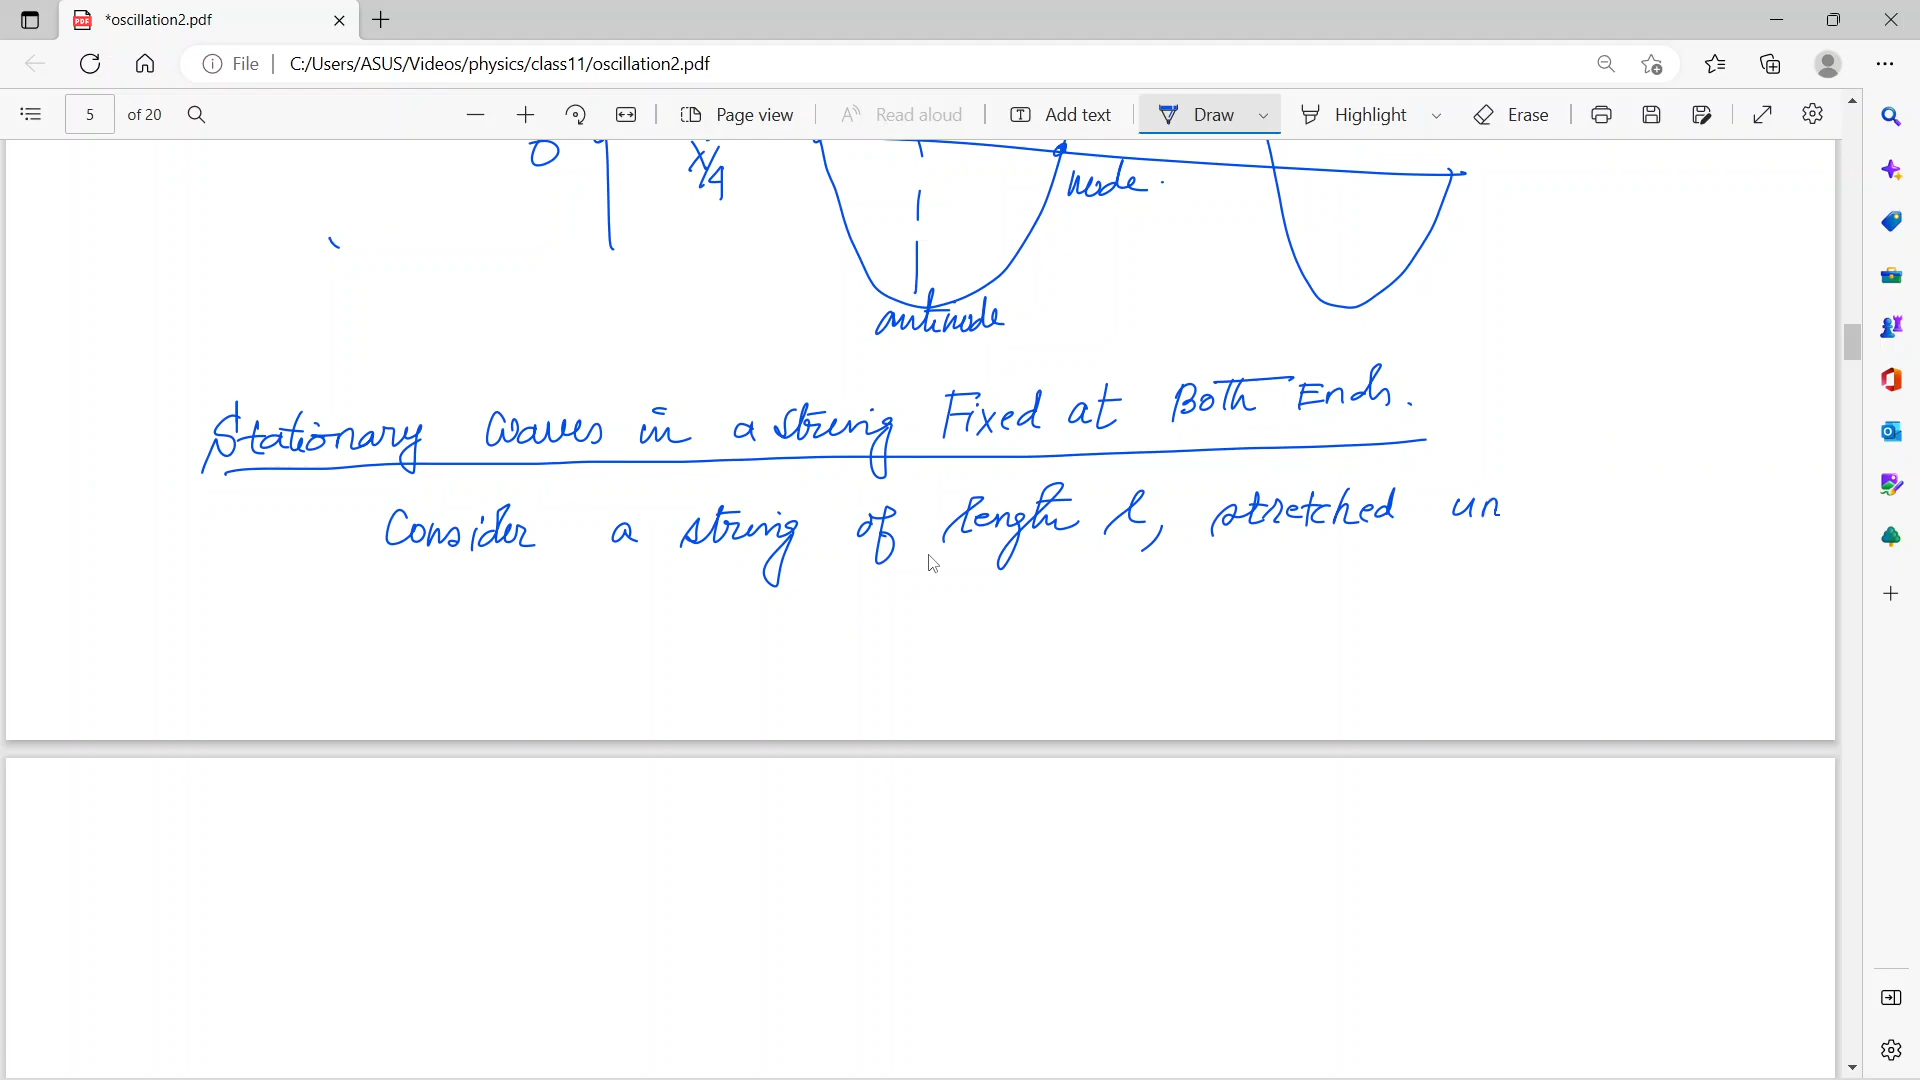 *oscillation2.pdf
File C:/Users/ASUS/Videos/physics/class11/oscillation2.pdf
5 of 20 Page view Read aloud Add text Draw Highlight Erase
0 λ/4 node.
antinode
Stationary waves in a string Fixed at Both Ends.
Consider a string of length l, stretched un